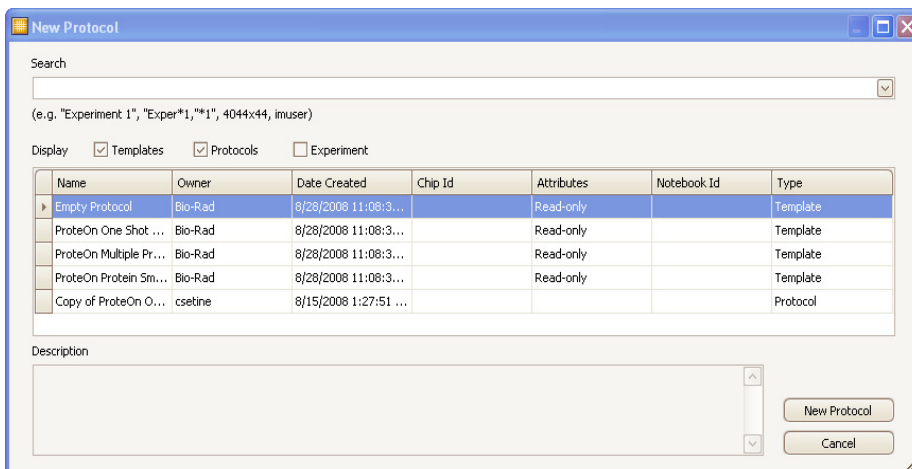 New Protocol
Search
(e.g. "Experiment 1", "Exper*1,"*1", 4044x44, imuser)
Display Templates Protocols Experiment
Name Owner Date Created Chip Id Attributes Notebook Id Type
Empty Protocol Bio-Rad 8/28/2008 11:08:3... Read-only Template
ProteOn One Shot ... Bio-Rad 8/28/2008 11:08:3... Read-only Template
ProteOn Multiple Pr... Bio-Rad 8/28/2008 11:08:3... Read-only Template
ProteOn Protein Sm... Bio-Rad 8/28/2008 11:08:3... Read-only Template
Copy of ProteOn O... csetine 8/15/2008 1:27:51 ... Protocol
Description
New Protocol
Cancel